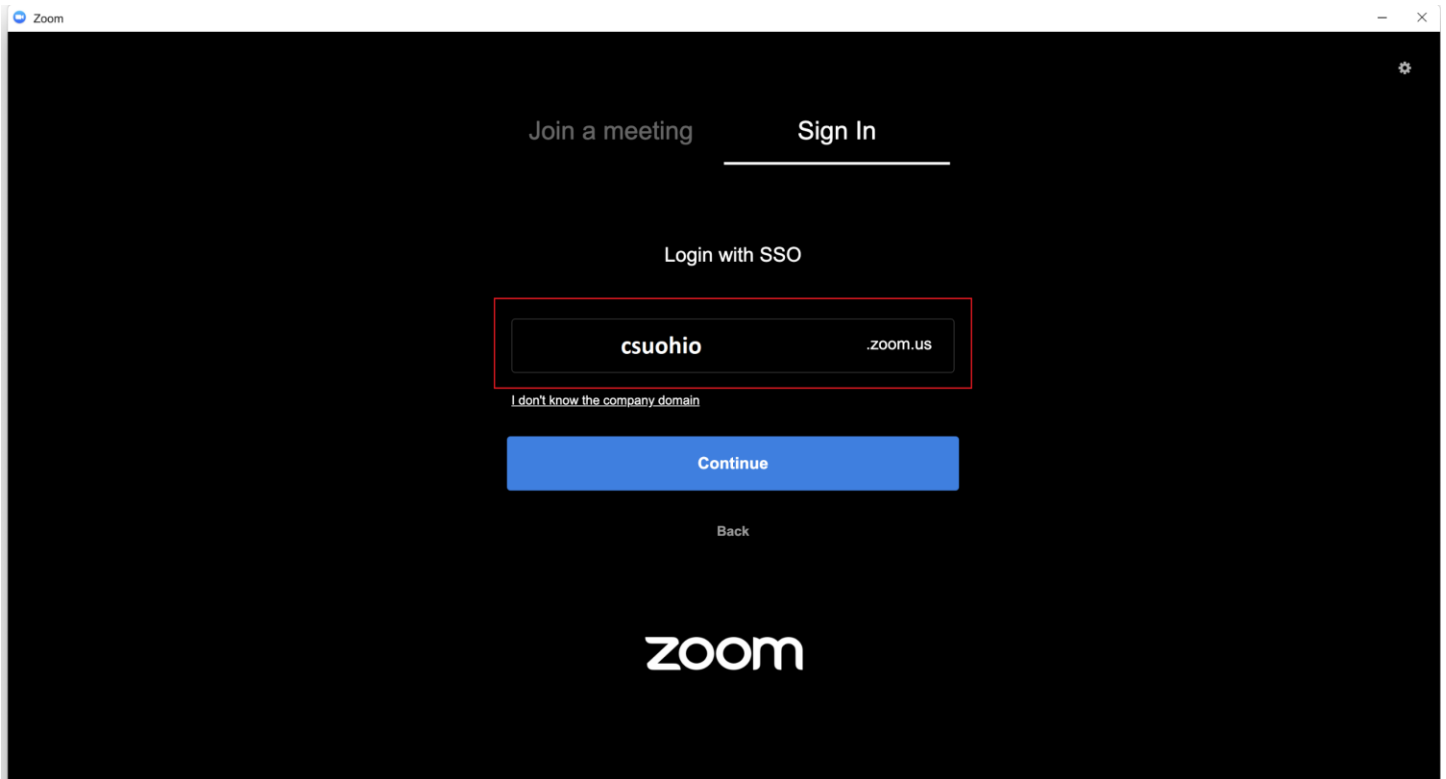 Zoom
Join a meeting Sign In
Login with SSO
csuohio .zoom.us
I don't know the company domain
Continue
Back
zoom